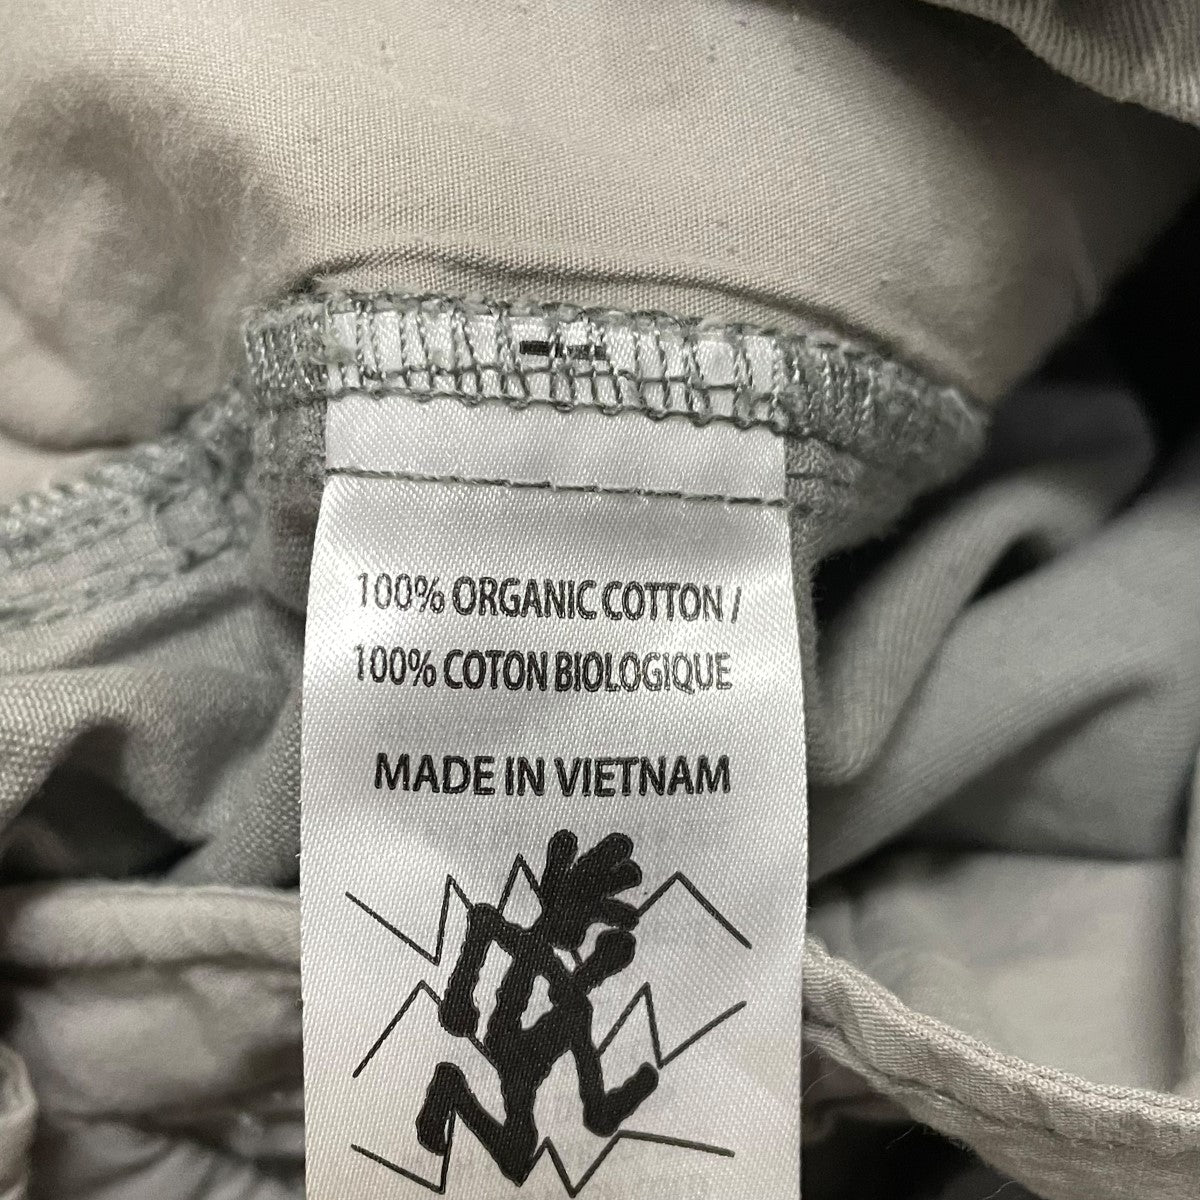 100% ORGANIC COTTON /
100% COTON BIOLOGIQUE
MADE IN VIETNAM